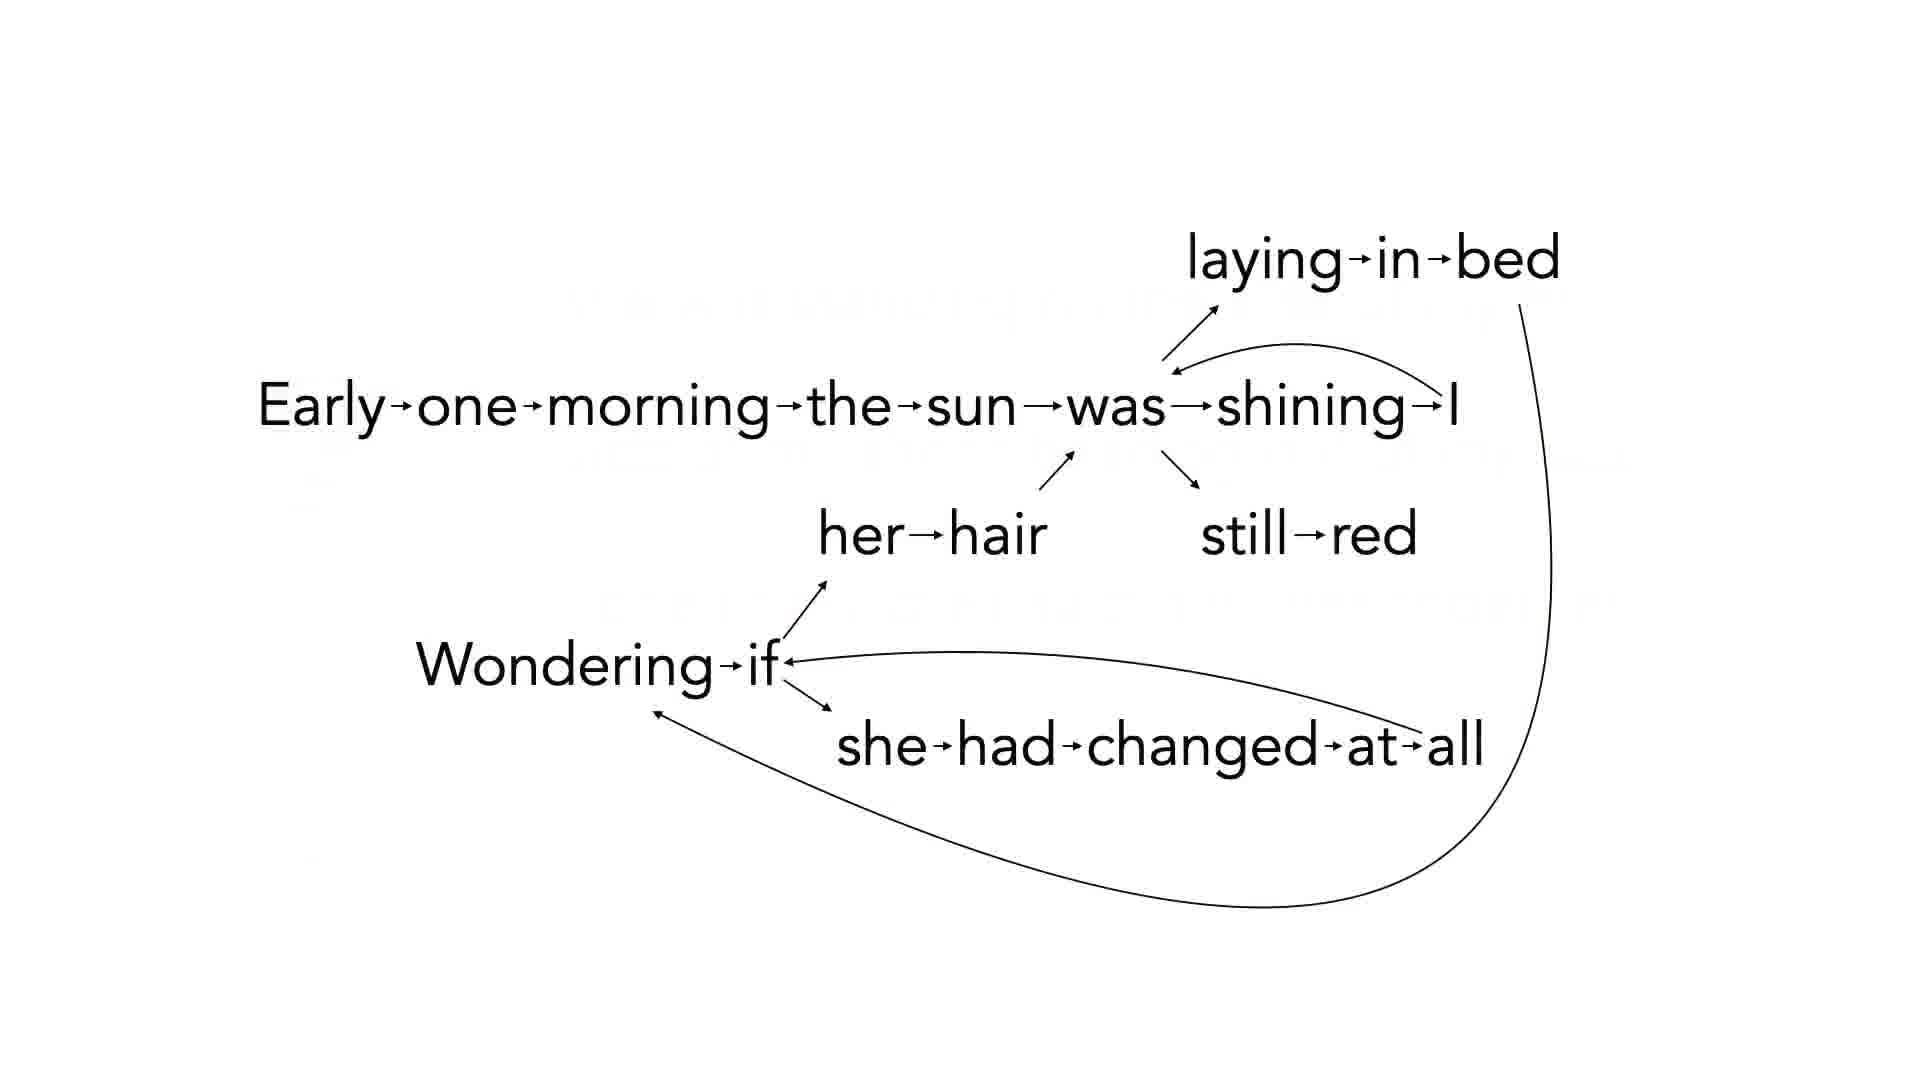 laying→in→bed
Early→one→morning→the→sun→was→shining→I
her→hair still→red
Wondering→if
she→had→changed→at→all